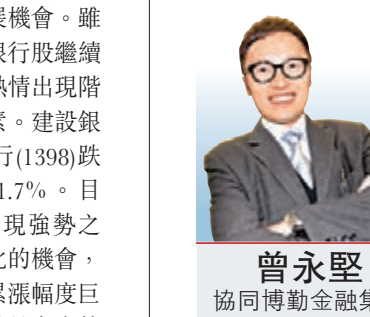 展機會。雖
銀行股繼續
熱情出現階
素。建設銀
行(1398)跌
1.7%。目
現強勢之
化的機會，
累漲幅度巨
曾永堅
協同博勤金融集